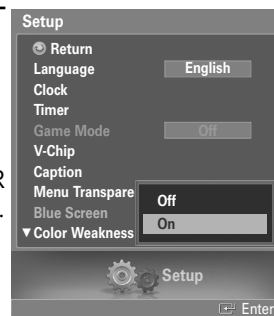 Setup
Return
Language English
Clock
Timer
Game Mode Off
V-Chip
Caption
R
Menu Transpare Off
.
Blue Screen On
▼Color Weakness
Setup
Enter